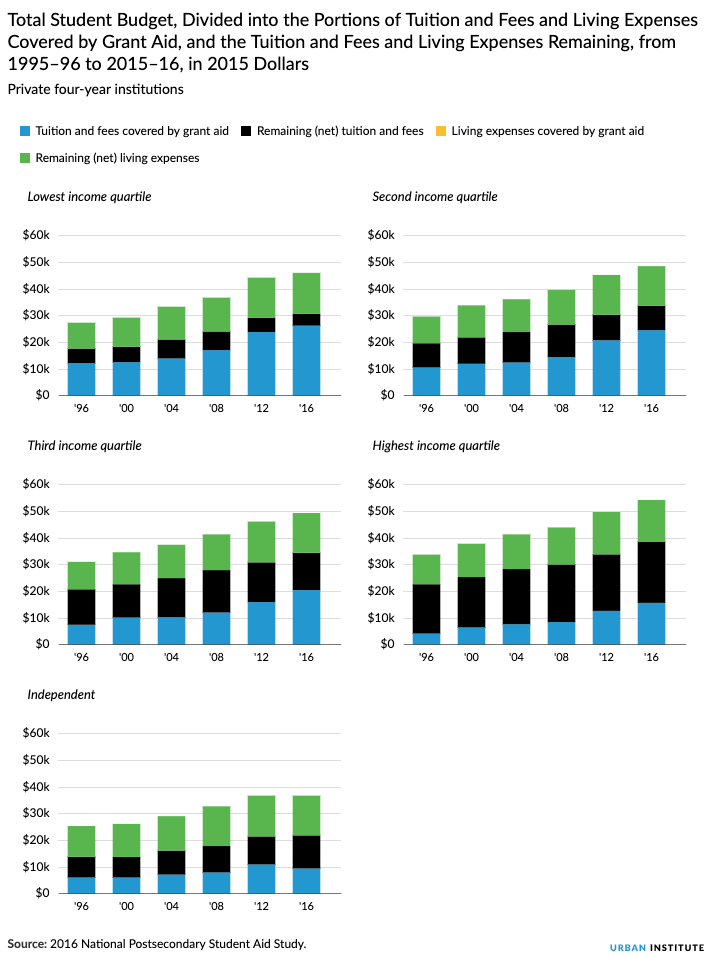 Total Student Budget, Divided into the Portions of Tuition and Fees and Living Expenses
Covered by Grant Aid, and the Tuition and Fees and Living Expenses Remaining, from
1995–96 to 2015–16, in 2015 Dollars
Private four-year institutions
Tuition and fees covered by grant aid Remaining (net) tuition and fees Living expenses covered by grant aid
Remaining (net) living expenses
Lowest income quartile
$60k
$50k
$40k
$30k
$20k
$10k
$0
'96 '00 '04 '08 '12 '16
Second income quartile
$60k
$50k
$40k
$30k
$20k
$10k
$0
'96 '00 '04 '08 '12 '16
Third income quartile
$60k
$50k
$40k
$30k
$20k
$10k
$0
'96 '00 '04 '08 '12 '16
Highest income quartile
$60k
$50k
$40k
$30k
$20k
$10k
$0
'96 '00 '04 '08 '12 '16
Independent
$60k
$50k
$40k
$30k
$20k
$10k
$0
'96 '00 '04 '08 '12 '16
Source: 2016 National Postsecondary Student Aid Study.
URBAN INSTITUTE